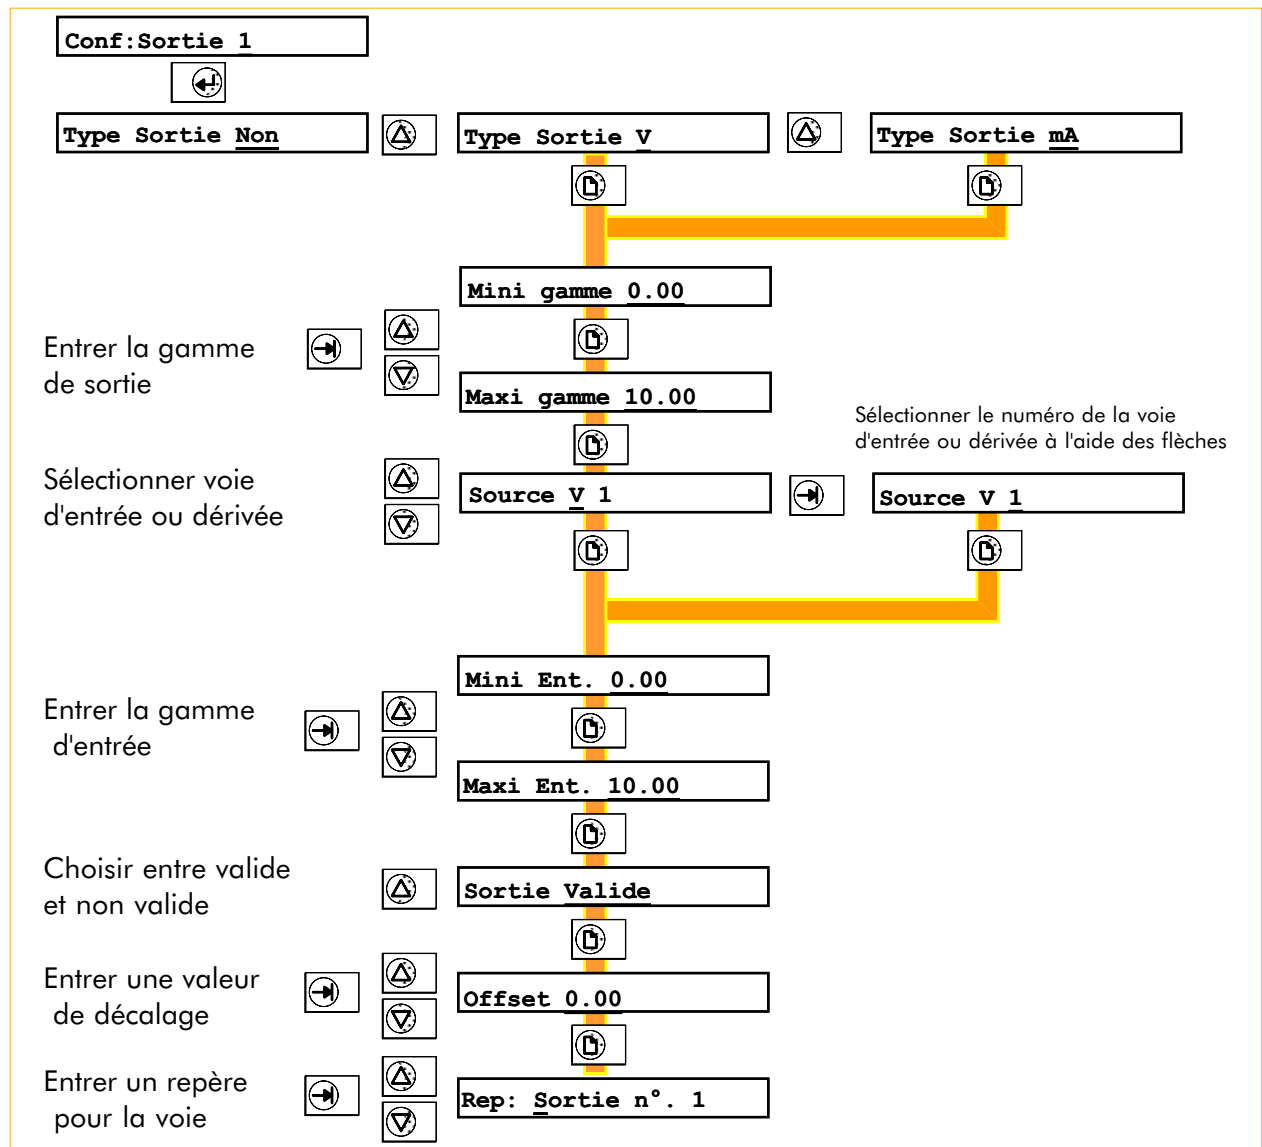 Conf:Sortie 1
Type Sortie Non
Type Sortie V
Type Sortie mA
Mini gamme 0.00
Entrer la gamme
de sortie
Maxi gamme 10.00
Sélectionner le numéro de la voie
d'entrée ou dérivée à l'aide des flèches
Sélectionner voie
d'entrée ou dérivée
Source V 1
Source V 1
Mini Ent. 0.00
Entrer la gamme
d'entrée
Maxi Ent. 10.00
Choisir entre valide
et non valide
Sortie Valide
Entrer une valeur
de décalage
Offset 0.00
Entrer un repère
pour la voie
Rep: Sortie n°. 1